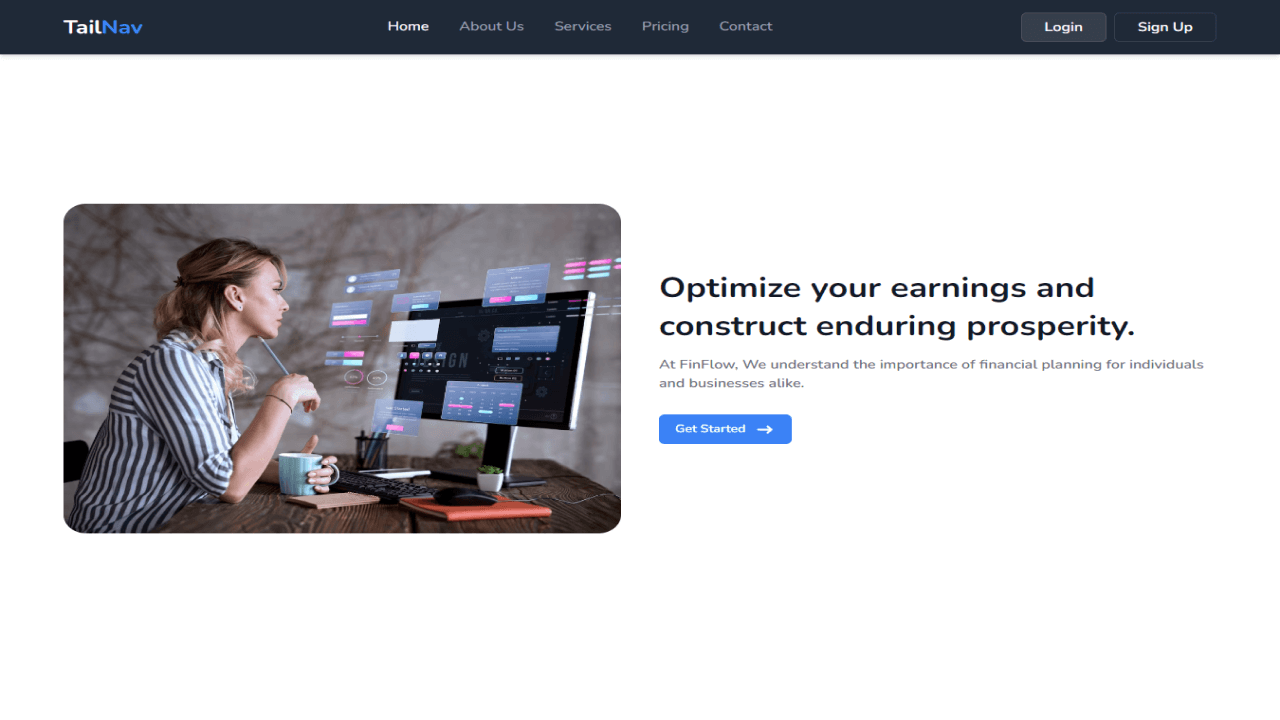 TailNav
Home About Us Services Pricing Contact
Login Sign Up
Optimize your earnings and
construct enduring prosperity.
At FinFlow, We understand the importance of financial planning for individuals
and businesses alike.
Get Started